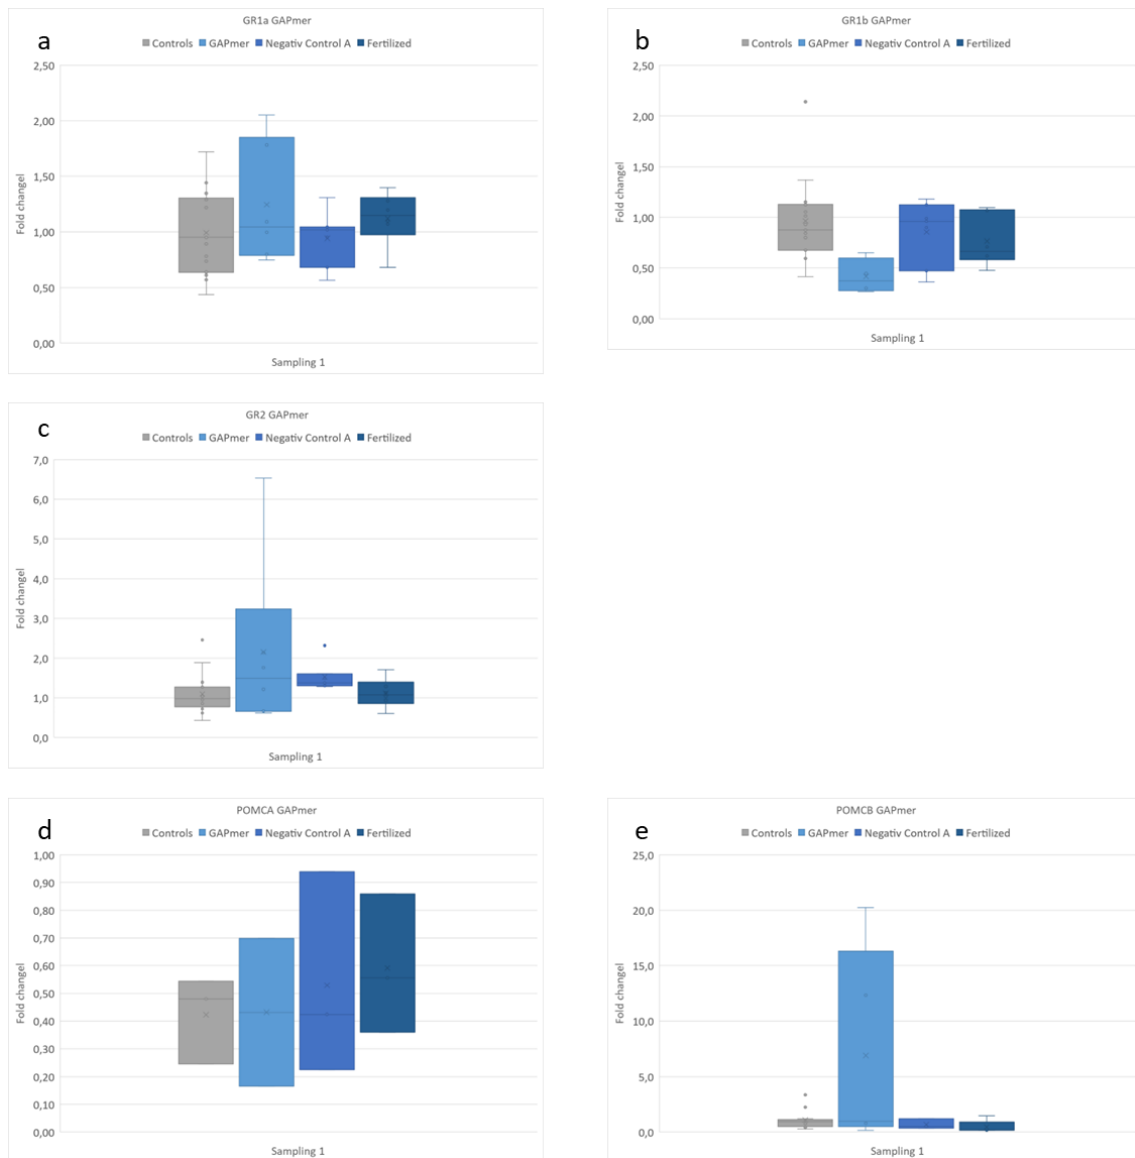 a
GR1a GAPmer
Controls GAPmer Negativ Control A Fertilized
Fold changel
2,50
2,00
1,50
1,00
0,50
0,00
Sampling 1
b
GR1b GAPmer
Controls GAPmer Negativ Control A Fertilized
Fold changel
2,50
2,00
1,50
1,00
0,50
0,00
Sampling 1
c
GR2 GAPmer
Controls GAPmer Negativ Control A Fertilized
Fold changel
7,0
6,0
5,0
4,0
3,0
2,0
1,0
0,0
Sampling 1
d
POMCA GAPmer
Controls GAPmer Negativ Control A Fertilized
Fold changel
1,00
0,90
0,80
0,70
0,60
0,50
0,40
0,30
0,20
0,10
0,00
Sampling 1
e
POMCB GAPmer
Controls GAPmer Negativ Control A Fertilized
Fold changel
25,0
20,0
15,0
10,0
5,0
0,0
Sampling 1